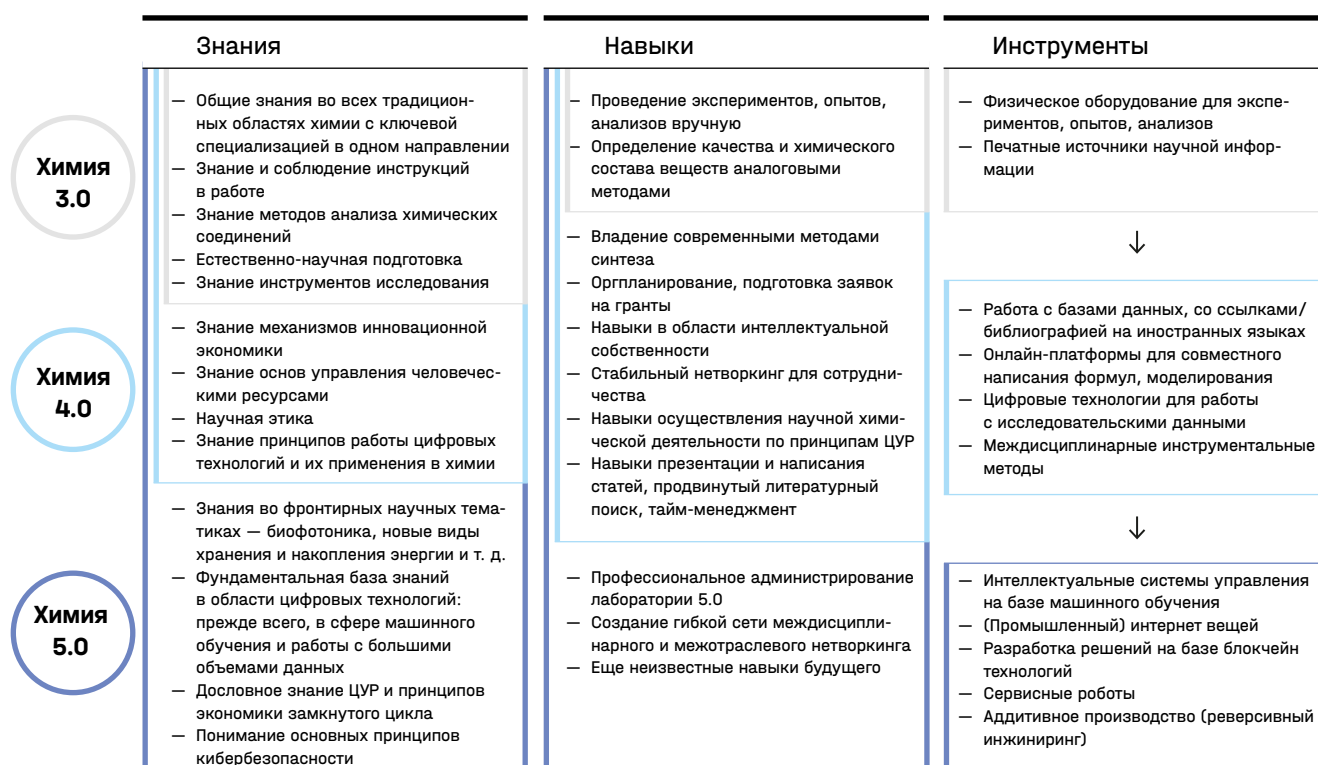 Знания
Навыки
Инструменты
Химия
3.0
— Общие знания во всех традицион-
ных областях химии с ключевой
специализацией в одном направлении
— Знание и соблюдение инструкций
в работе
— Знание методов анализа химических
соединений
— Естественно-научная подготовка
— Знание инструментов исследования
— Проведение экспериментов, опытов,
анализов вручную
— Определение качества и химического
состава веществ аналоговыми
методами
— Физическое оборудование для экспе-
риментов, опытов, анализов
— Печатные источники научной инфор-
мации
↓
Химия
4.0
— Знание механизмов инновационной
экономики
— Знание основ управления человечес-
кими ресурсами
— Научная этика
— Знание принципов работы цифровых
технологий и их применения в химии
— Владение современными методами
синтеза
— Оргпланирование, подготовка заявок
на гранты
— Навыки в области интеллектуальной
собственности
— Стабильный нетворкинг для сотрудни-
чества
— Навыки осуществления научной хими-
ческой деятельности по принципам ЦУР
— Навыки презентации и написания
статей, продвинутый литературный
поиск, тайм-менеджмент
— Работа с базами данных, со ссылками/
библиографией на иностранных языках
— Онлайн-платформы для совместного
написания формул, моделирования
— Цифровые технологии для работы
с исследовательскими данными
— Междисциплинарные инструментальные
методы
↓
Химия
5.0
— Знания во фронтирных научных тема-
тиках — биофотоника, новые виды
хранения и накопления энергии и т. д.
— Фундаментальная база знаний
в области цифровых технологий:
прежде всего, в сфере машинного
обучения и работы с большими
объемами данных
— Дословное знание ЦУР и принципов
экономики замкнутого цикла
— Понимание основных принципов
кибербезопасности
— Профессиональное администрирование
лаборатории 5.0
— Создание гибкой сети междисципли-
нарного и межотраслевого нетворкинга
— Еще неизвестные навыки будущего
— Интеллектуальные системы управления
на базе машинного обучения
— (Промышленный) интернет вещей
— Разработка решений на базе блокчейн
технологий
— Сервисные роботы
— Аддитивное производство (реверсивный
инжиниринг)